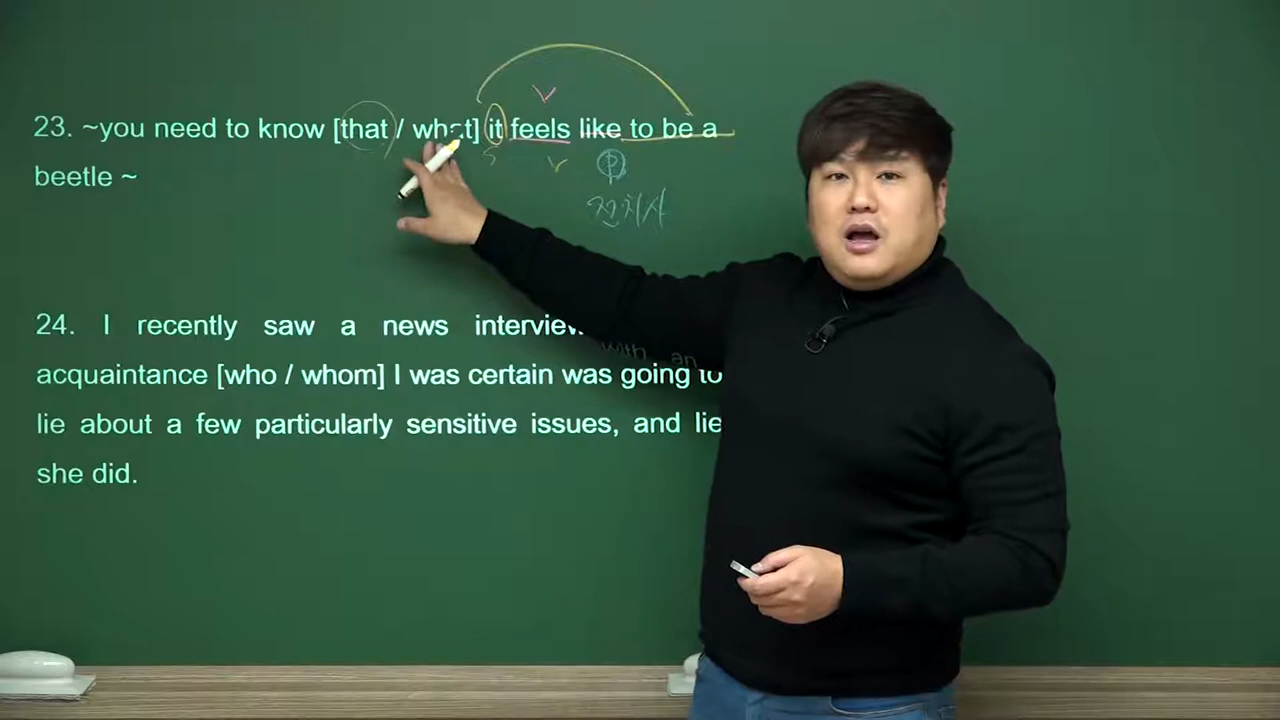 23. ~you need to know [that / what] it feels like to be a
V
S V P
beetle ~
전치사
24. I recently saw a news interview with an
acquaintance [who / whom] I was certain was going to
lie about a few particularly sensitive issues, and lie
she did.